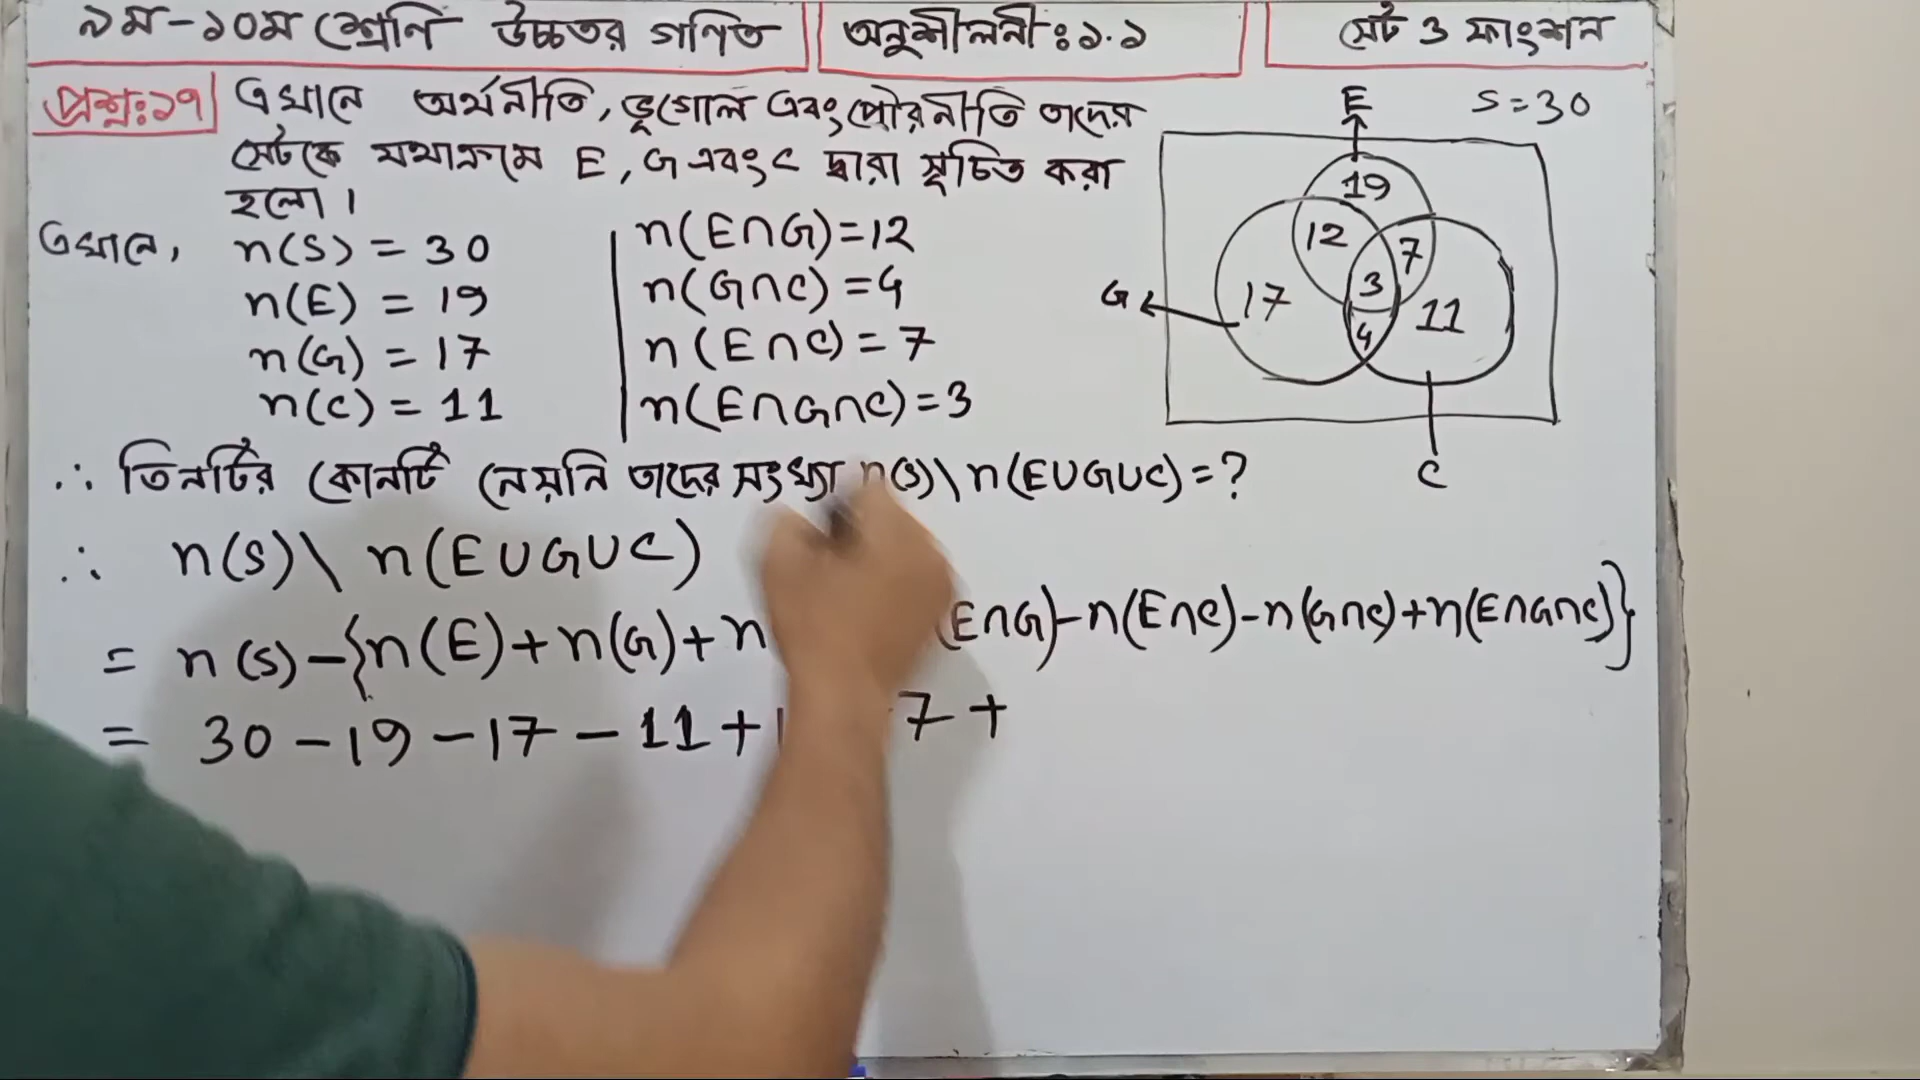 ৯ম-১০ম শ্রেণি উচ্চতর গণিত
অনুশীলনী:১.১
সেট ও ফাংশন
প্রশ্ন:১৭
এখানে অর্থনীতি, ভূগোল এবং পৌরনীতি তাদের
সেটকে যথাক্রমে E, G এবং C দ্বারা সূচিত করা
হলো।
এখানে, n(S) = 30
n(E) = 19
n(G) = 17
n(C) = 11
n(E∩G)=12
n(G∩C)=4
n(E∩C)=7
n(E∩G∩C)=3
S=30
E
19
12
7
3
G
17
11
4
C
∴ তিনটির কোনটি নেয়নি তাদের সংখ্যা n(S)\n(E∪G∪C)=?
∴ n(S)\ n(E∪G∪C)
= n(S)-{n(E)+n(G)+n (E∩G)-n(E∩C)-n(G∩C)+n(E∩G∩C)}
= 30-19-17-11+1 7+